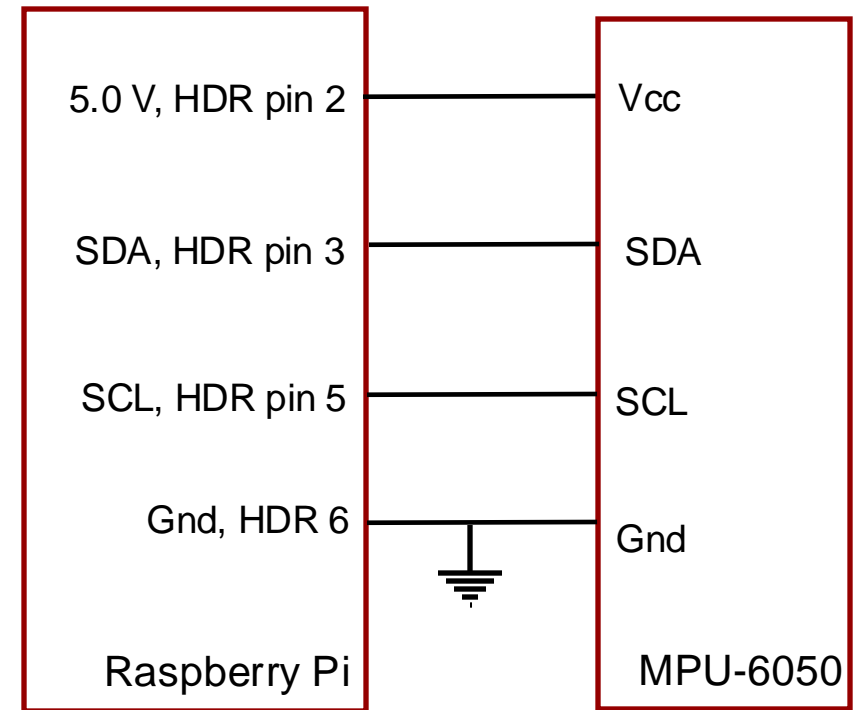 5.0 V, HDR pin 2
Vcc
SDA, HDR pin 3
SDA
SCL, HDR pin 5
SCL
Gnd, HDR 6
Gnd
Raspberry Pi
MPU-6050